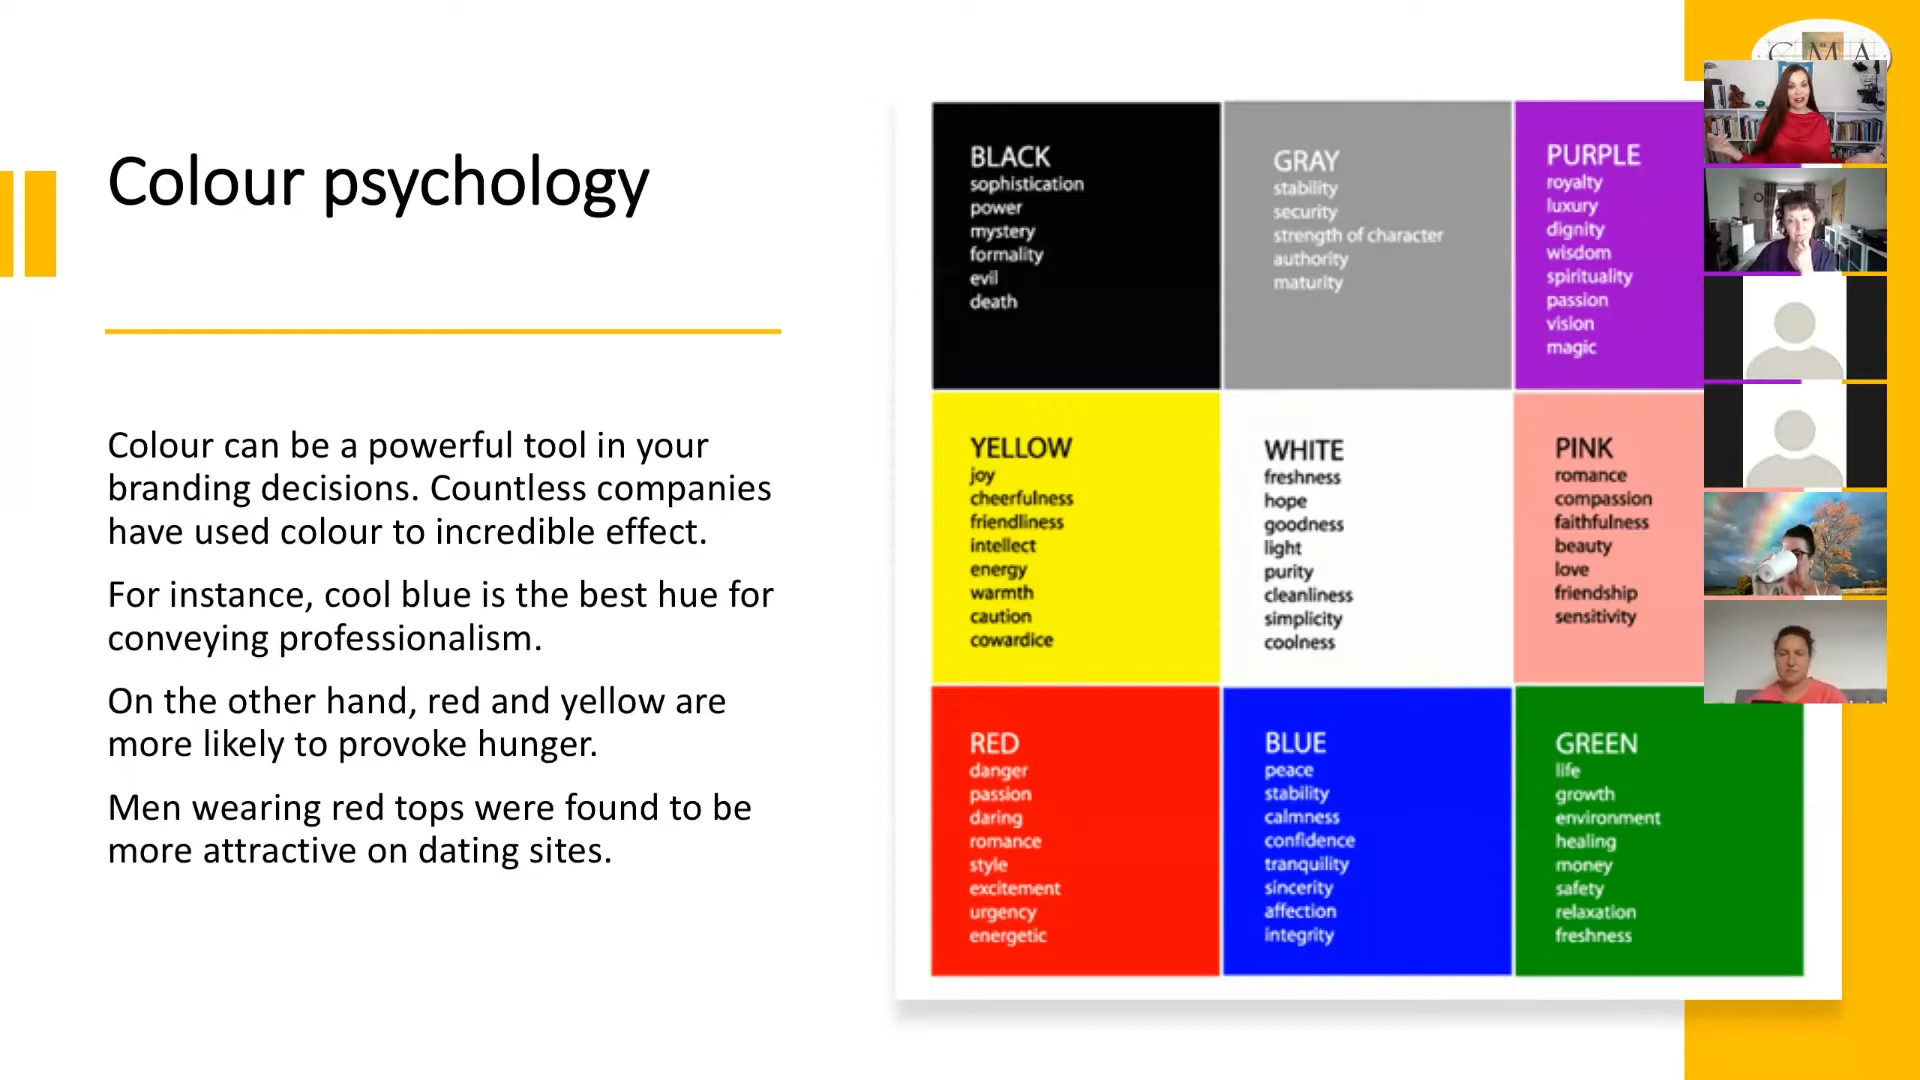 Colour psychology
Colour can be a powerful tool in your
branding decisions. Countless companies
have used colour to incredible effect.
For instance, cool blue is the best hue for
conveying professionalism.
On the other hand, red and yellow are
more likely to provoke hunger.
Men wearing red tops were found to be
more attractive on dating sites.
BLACK
sophistication
power
mystery
formality
evil
death
GRAY
stability
security
strength of character
authority
maturity
PURPLE
royalty
luxury
dignity
wisdom
spirituality
passion
vision
magic
YELLOW
joy
cheerfulness
friendliness
intellect
energy
warmth
caution
cowardice
WHITE
freshness
hope
goodness
light
purity
cleanliness
simplicity
coolness
PINK
romance
compassion
faithfulness
beauty
love
friendship
sensitivity
RED
danger
passion
daring
romance
style
excitement
urgency
energetic
BLUE
peace
stability
calmness
confidence
tranquility
sincerity
affection
integrity
GREEN
life
growth
environment
healing
money
safety
relaxation
freshness
CMA